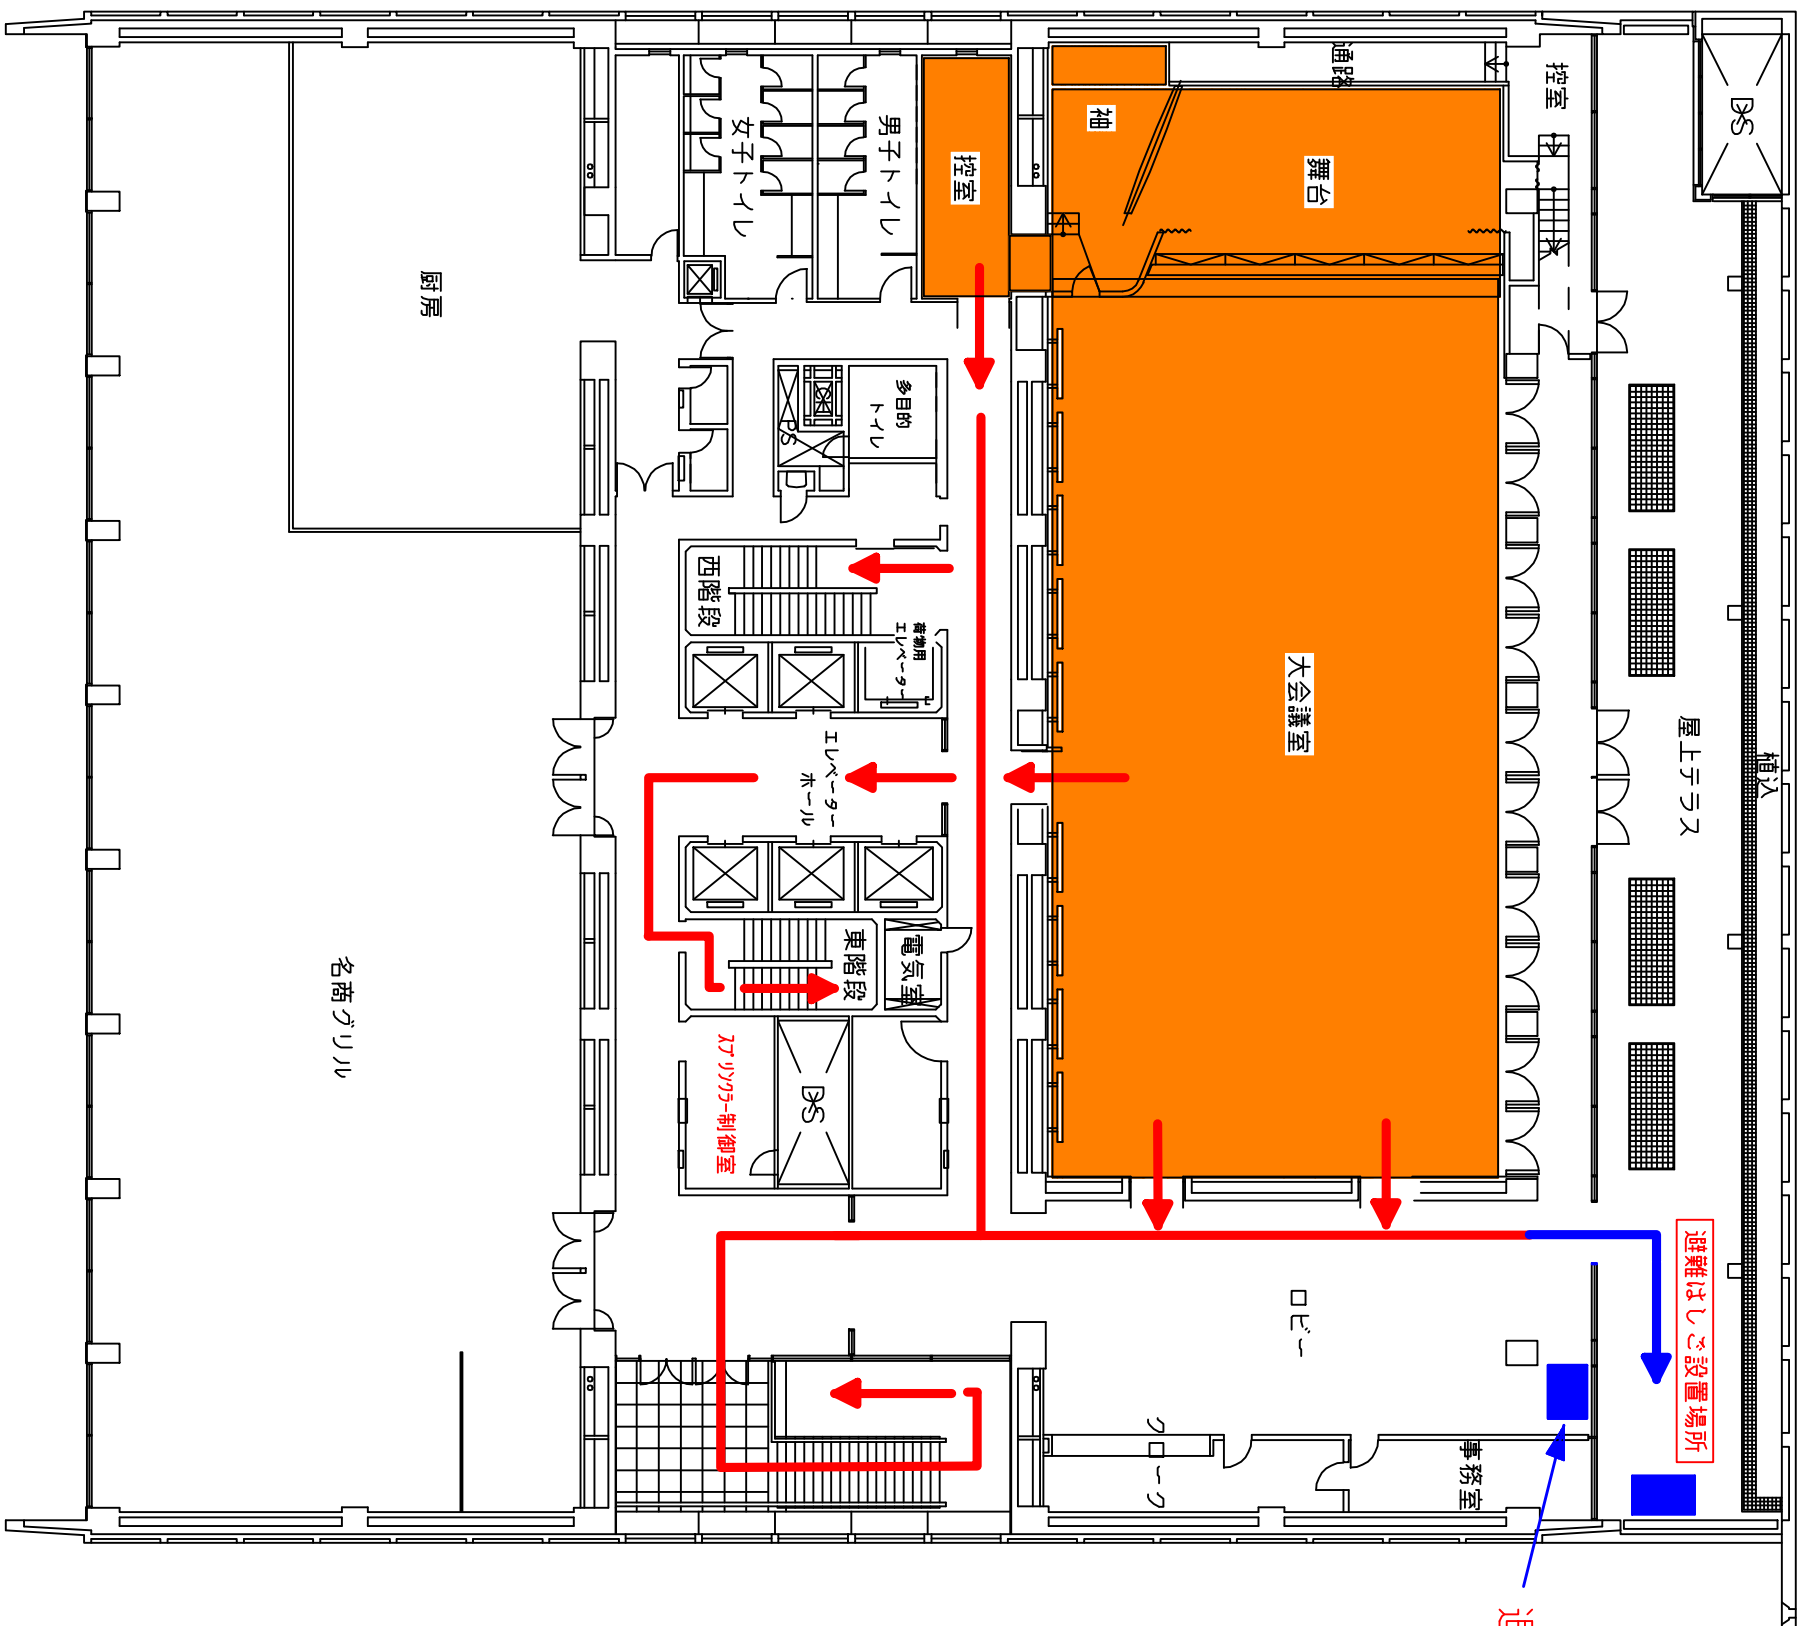 通路
控室
DS
袖
舞台
控室
男子トイレ
女子トイレ
厨房
多目的
トイレ
PS
西階段
荷物用
エレベーター
エレベーター
ホール
大会議室
屋上テラス
植込
東階段
電気室
名商グリル
スプリンクラー制御室
DS
ロビー
避難はしご設置場所
クローク
事務室